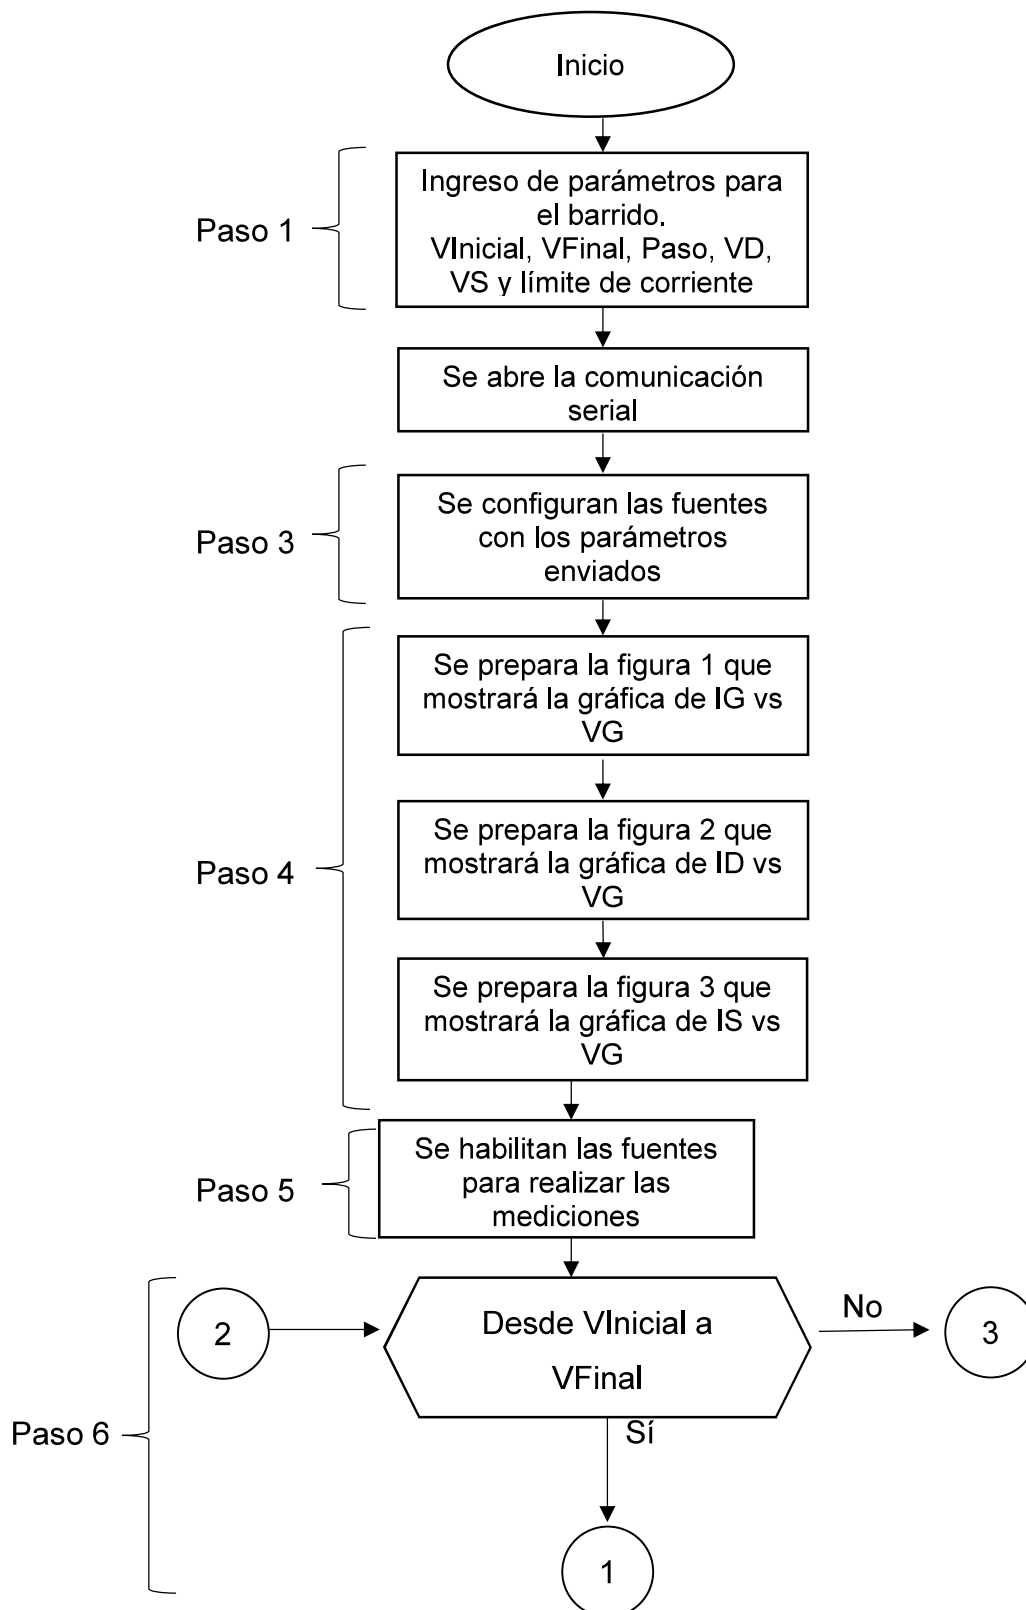 Inicio
Paso 1
Ingreso de parámetros para
el barrido.
VInicial, VFinal, Paso, VD,
VS y límite de corriente
Se abre la comunicación
serial
Paso 3
Se configuran las fuentes
con los parámetros
enviados
Paso 4
Se prepara la figura 1 que
mostrará la gráfica de IG vs
VG
Se prepara la figura 2 que
mostrará la gráfica de ID vs
VG
Se prepara la figura 3 que
mostrará la gráfica de IS vs
VG
Paso 5
Se habilitan las fuentes
para realizar las
mediciones
Paso 6
2
Desde VInicial a
VFinal
No
3
Sí
1